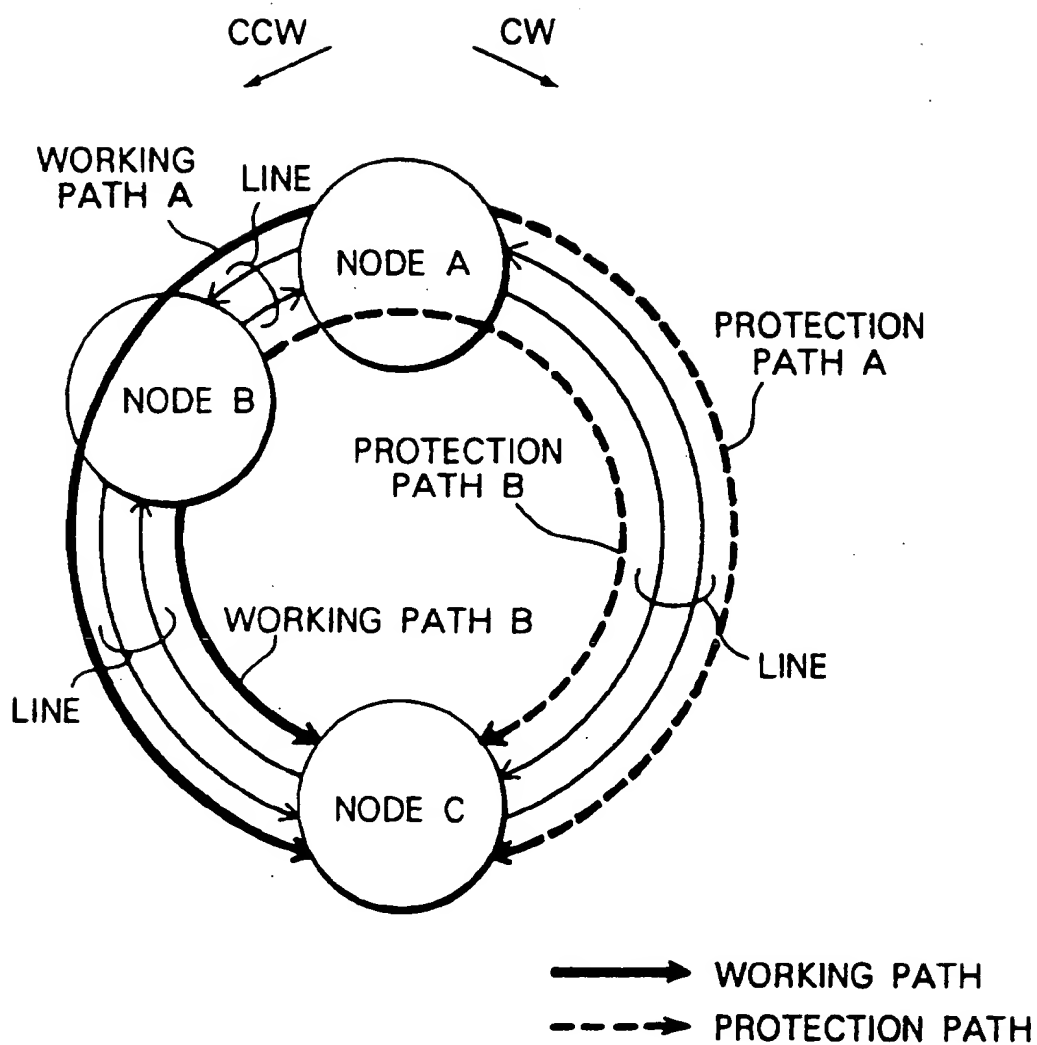 CCW
CW
WORKING
PATH A
LINE
NODE A
PROTECTION
PATH A
NODE B
PROTECTION
PATH B
WORKING PATH B
LINE
LINE
NODE C
WORKING PATH
PROTECTION PATH